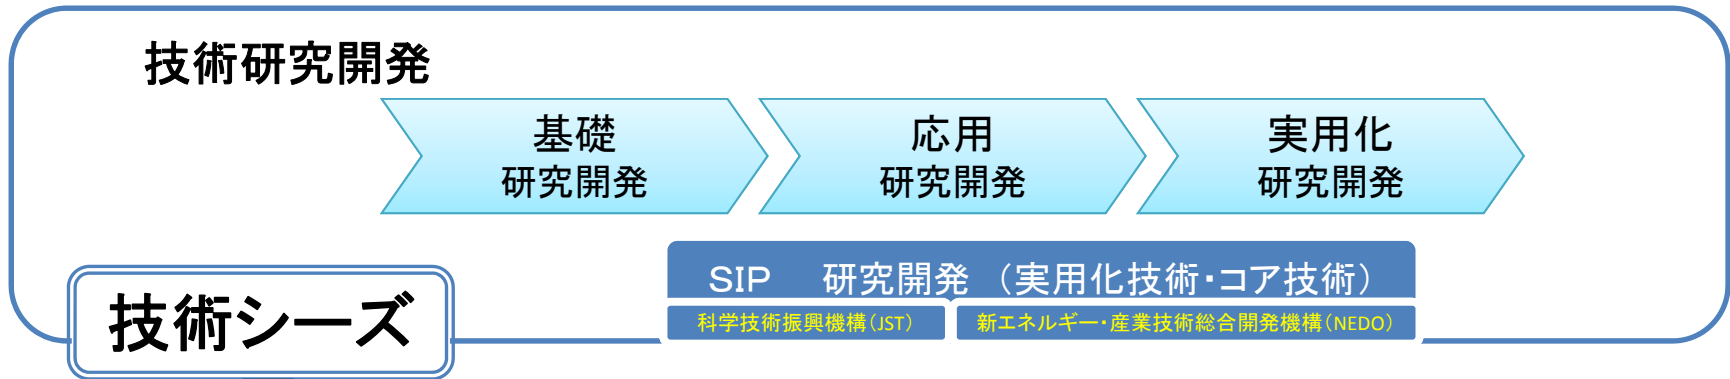 技術研究開発
基礎
研究開発
応用
研究開発
実用化
研究開発
SIP　研究開発（実用化技術・コア技術）
科学技術振興機構(JST)
新エネルギー・産業技術総合開発機構(NEDO)
技術シーズ